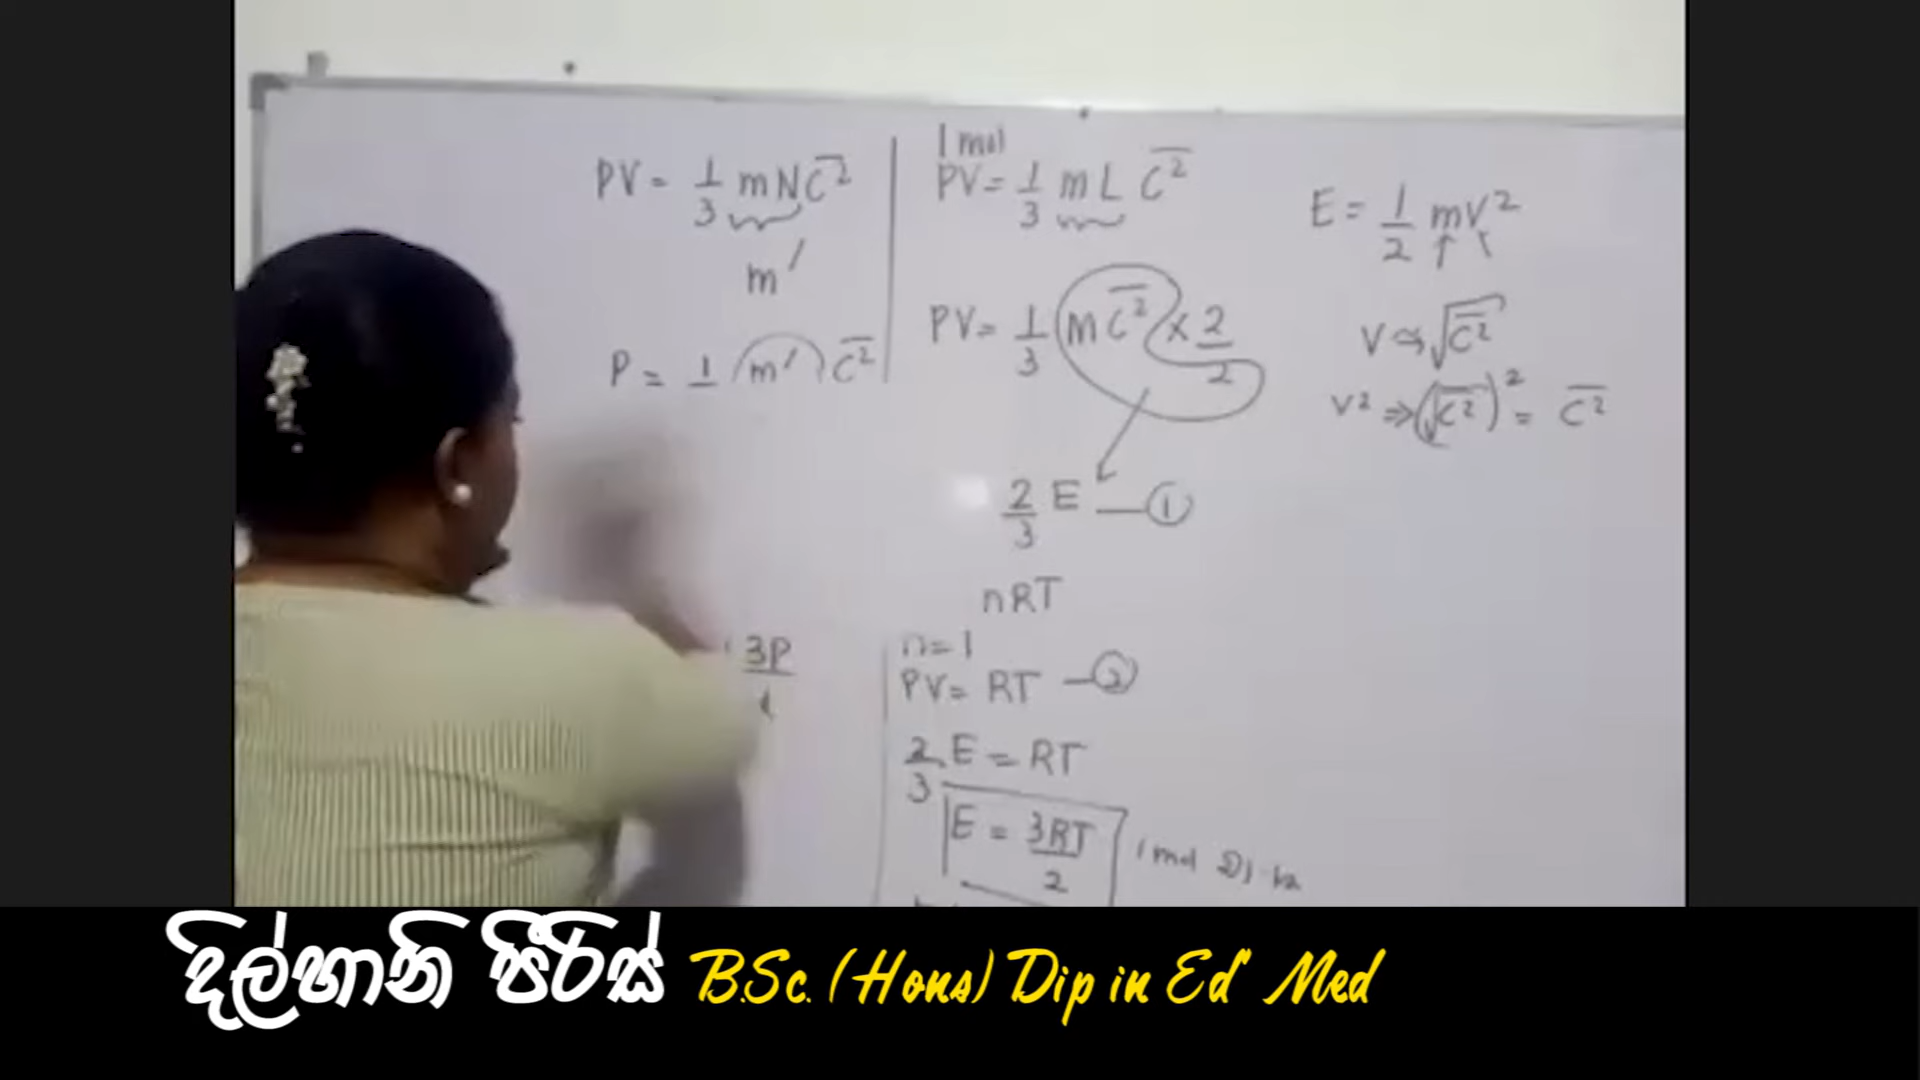 PV = 1/3 mNC̅²
m′
P = 1 m′ C̅²
3P
1 mol
PV = 1/3 mL C̅²
PV = 1/3 mC̅² × 2/2
2/3 E — ①
nRT
n = 1
PV = RT — ②
2/3 E = RT
E = 3RT/2
E = 1/2 mV²
V ⇒ √C̅²
V² ⇒ (√C̅²)² = C̅²
දිල්හානි පීරිස් B.Sc. (Hons) Dip in Ed Med